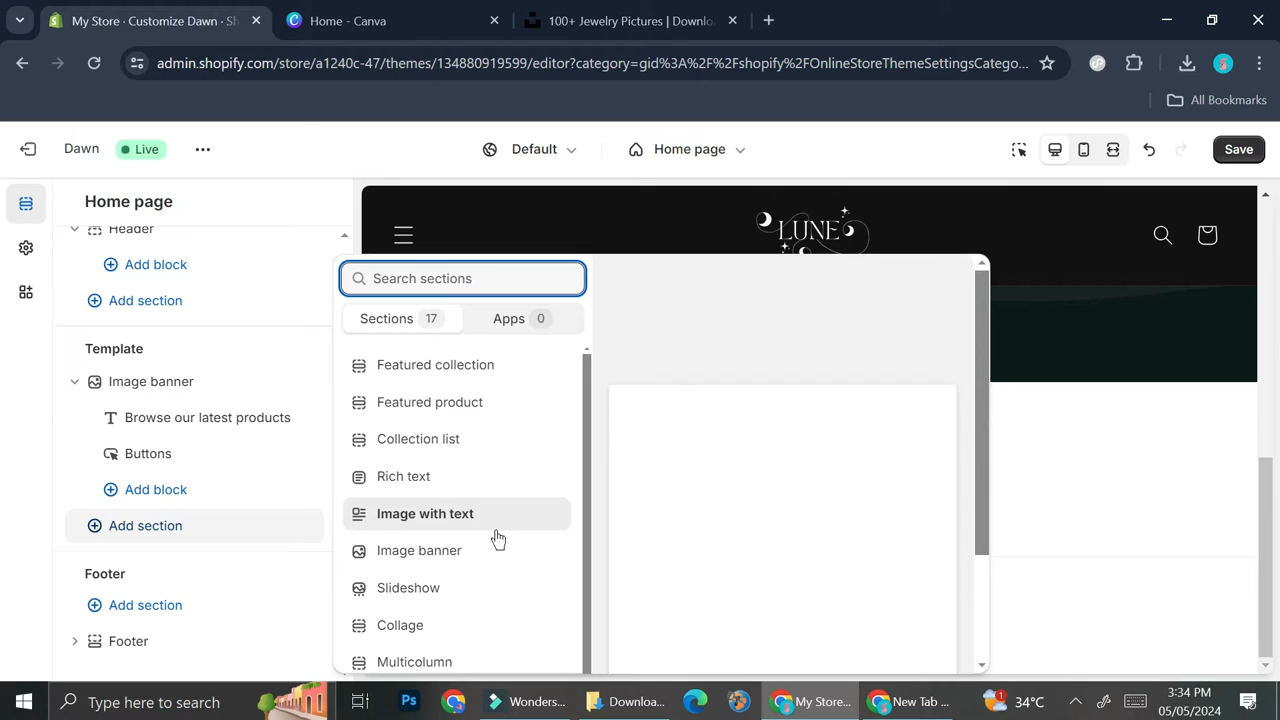 My Store · Customize Dawn · Sh
Home - Canva
100+ Jewelry Pictures | Downlo
admin.shopify.com/store/a1240c-47/themes/134880919599/editor?category=gid%3A%2F%2Fshopify%2FOnlineStoreThemeSettingsCatego...
All Bookmarks
Dawn
Live
Default
Home page
Save
Home page
Header
Add block
Add section
Template
Image banner
Browse our latest products
Buttons
Add block
Add section
Footer
Add section
Footer
Search sections
Sections 17
Apps 0
Featured collection
Featured product
Collection list
Rich text
Image with text
Image banner
Slideshow
Collage
Multicolumn
LUNE
Type here to search
Ps
Wonders...
Downloa...
My Store...
New Tab ...
1
34°C
3:34 PM
05/05/2024